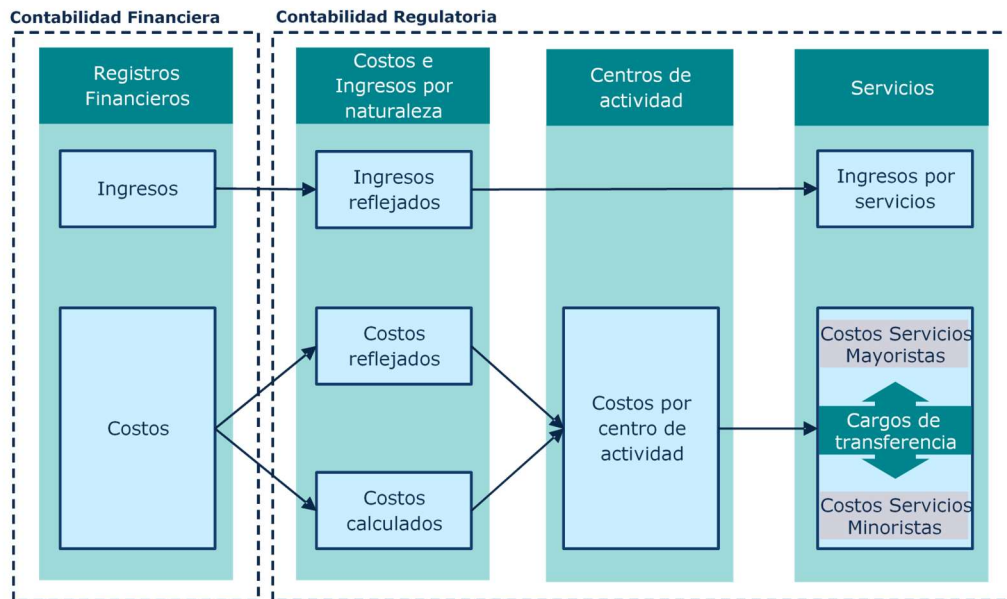 Contabilidad Financiera
Contabilidad Regulatoria
Registros
Financieros
Costos e
Ingresos por
naturaleza
Centros de
actividad
Servicios
Ingresos
Ingresos
reflejados
Ingresos por
servicios
Costos
Costos
reflejados
Costos
calculados
Costos por
centro de
actividad
Costos Servicios
Mayoristas
Cargos de
transferencia
Costos Servicios
Minoristas